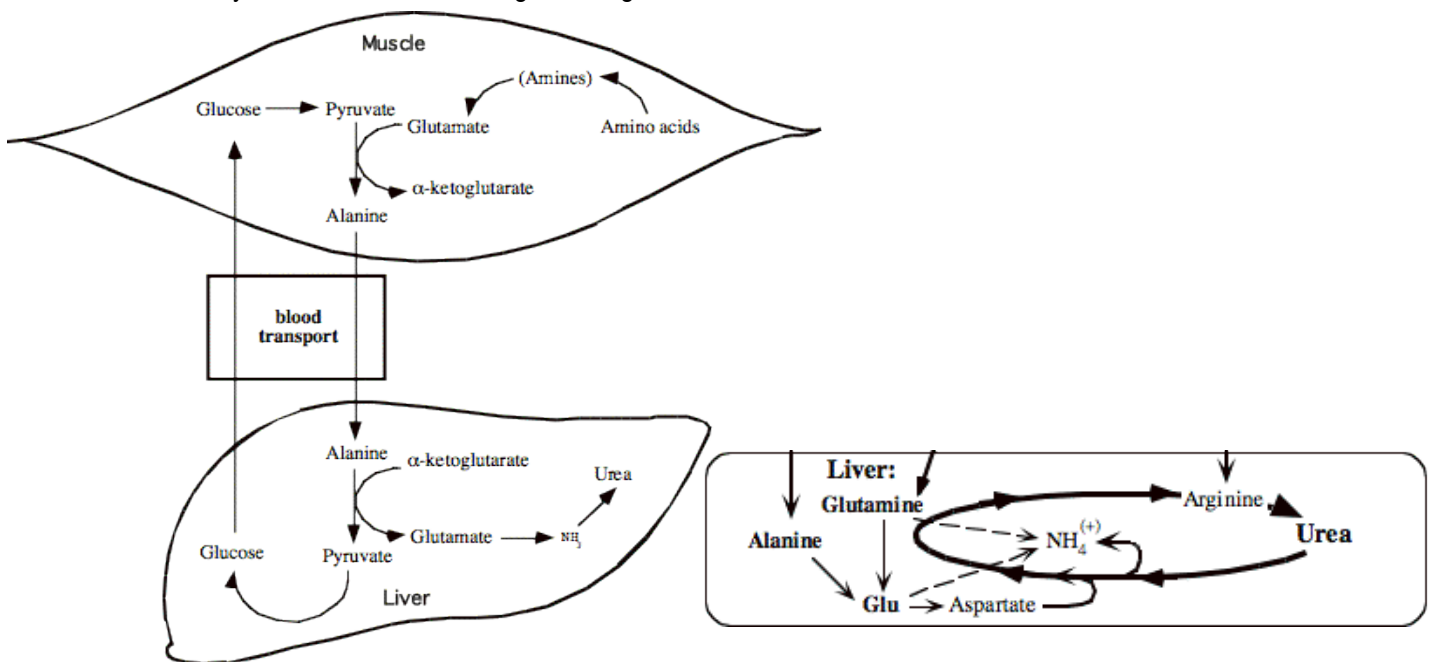 Muscle
(Amines)
Glucose
Pyruvate
Glutamate
Amino acids
α-ketoglutarate
Alanine
blood
transport
Alanine
α-ketoglutarate
Urea
Glutamate
NH3
Glucose
Pyruvate
Liver
Liver:
Glutamine
Arginine
Alanine
NH4(+)
Urea
Glu
Aspartate